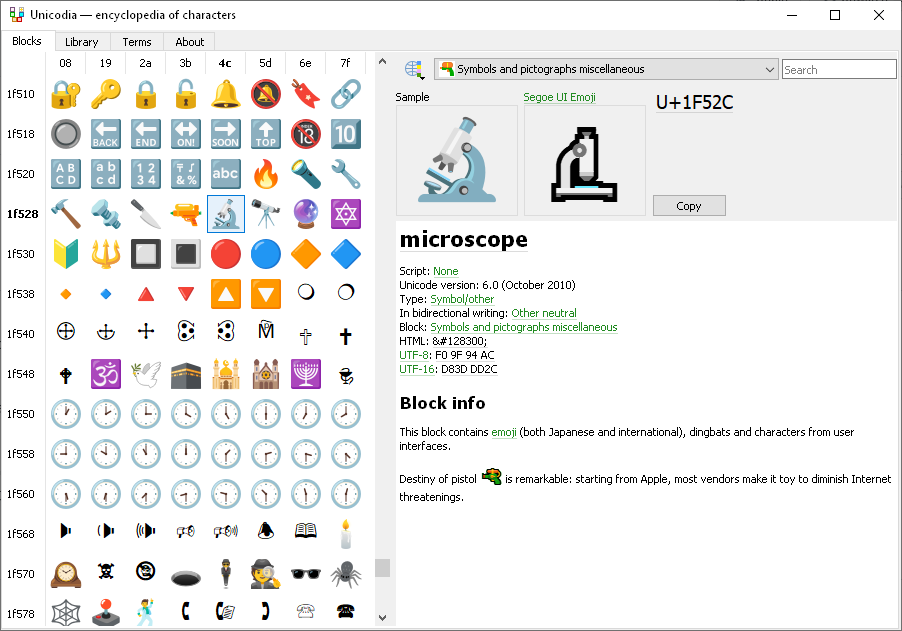 Unicodia — encyclopedia of characters
Blocks Library Terms About
08 19 2a 3b 4c 5d 6e 7f
1f510
1f518 BACK END ON! SOON TOP 18 10
1f520 ABCD abcd 1234 abc
1f528
1f530
1f538
1f540
1f548
1f550
1f558
1f560
1f568
1f570
1f578
Symbols and pictographs miscellaneous Search
Sample Segoe UI Emoji U+1F52C
Copy
microscope
Script: None
Unicode version: 6.0 (October 2010)
Type: Symbol/other
In bidirectional writing: Other neutral
Block: Symbols and pictographs miscellaneous
HTML: &#128300;
UTF-8: F0 9F 94 AC
UTF-16: D83D DD2C
Block info
This block contains emoji (both Japanese and international), dingbats and characters from user
interfaces.
Destiny of pistol is remarkable: starting from Apple, most vendors make it toy to diminish Internet
threatenings.